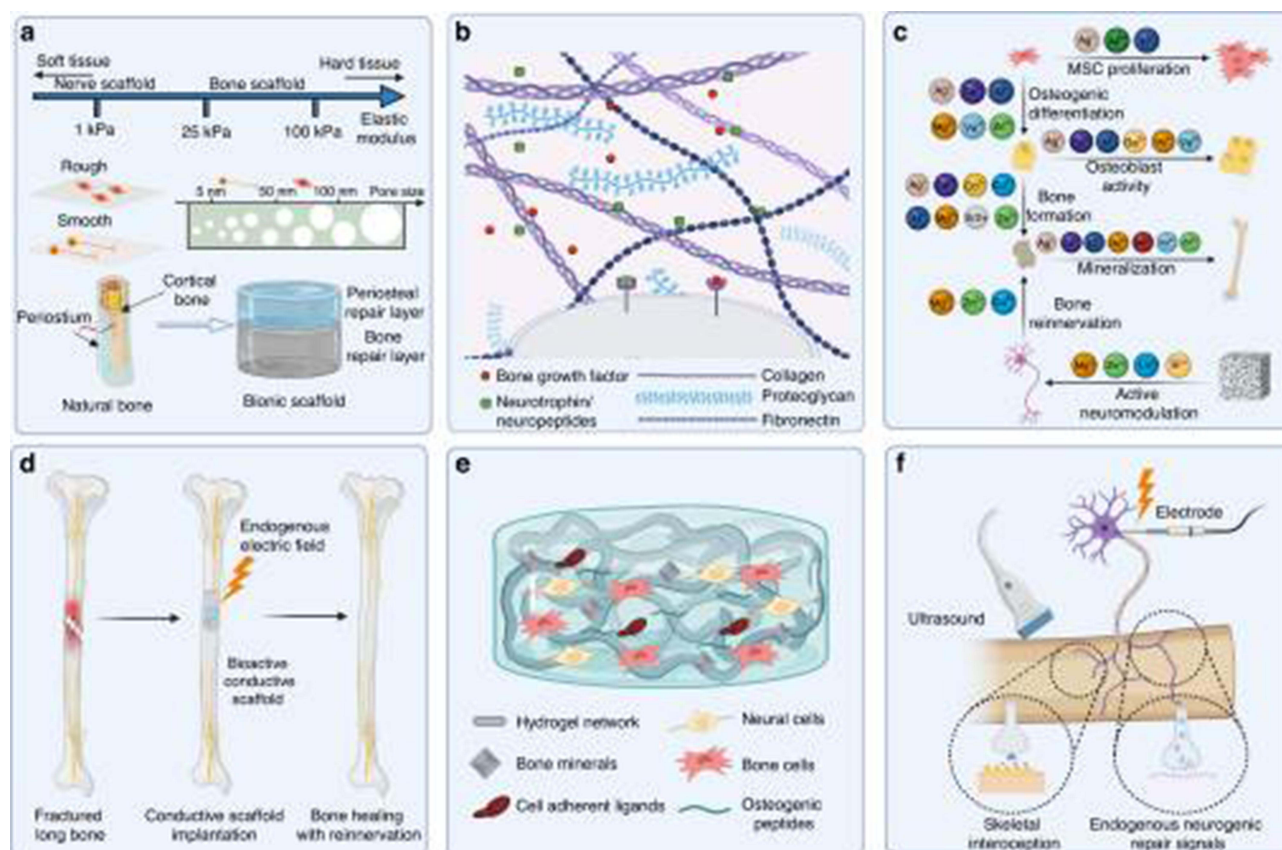 a
Soft tissue
Hard tissue
Nerve scaffold
Bone scaffold
1 kPa
25 kPa
100 kPa
Elastic
modulus
Rough
Smooth
5 nm
50 mm
100 mm
Pore size
Cortical
bone
Periostium
Natural bone
Periosteal
repair layer
Bone
repair layer
Bionic scaffold
b
Bone growth factor
Neurotrophin/
neuropeptides
Collagen
Proteoglycan
Fibronectin
c
MSC proliferation
Osteogenic
differentiation
Osteoblast
activity
Bone
formation
Mineralization
Bone
reinnervation
Active
neuromodulation
d
Endogenous
electric field
Bioactive
conductive
scaffold
Fractured
long bone
Conductive scaffold
implantation
Bone healing
with reinnervation
e
Hydrogel network
Neural cells
Bone minerals
Bone cells
Cell adherent ligands
Osteogenic
peptides
f
Electrode
Ultrasound
Skeletal
interoception
Endogenous neurogenic
repair signals